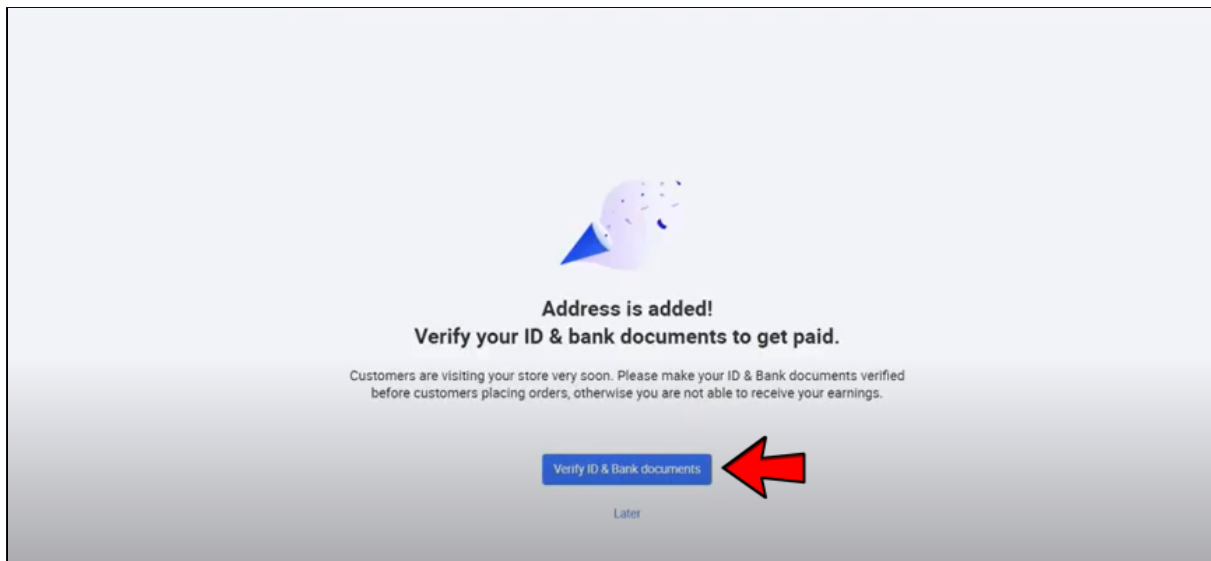 Address is added!
Verify your ID & bank documents to get paid.
Customers are visiting your store very soon. Please make your ID & Bank documents verified
before customers placing orders, otherwise you are not able to receive your earnings.
Verify ID & Bank documents
Later